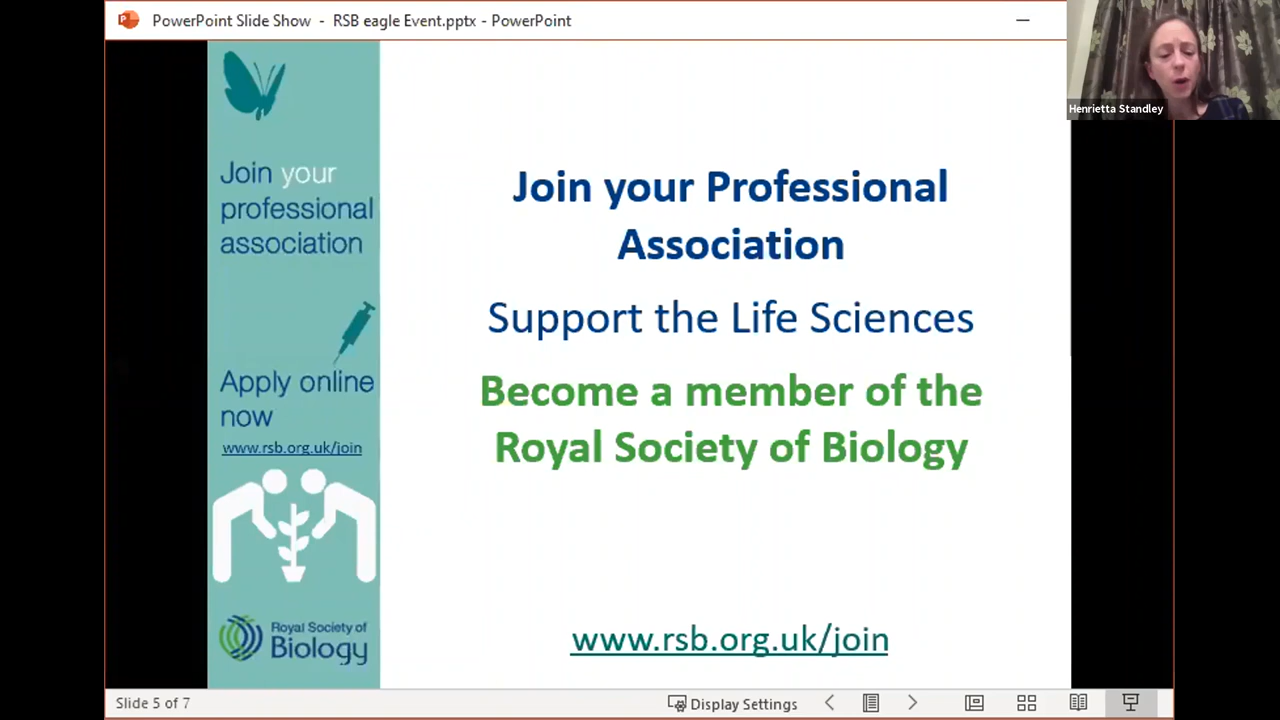 PowerPoint Slide Show - RSB eagle Event.pptx - PowerPoint
Henrietta Standley
Join your
professional
association
Apply online
now
www.rsb.org.uk/join
Royal Society of
Biology
Join your Professional
Association
Support the Life Sciences
Become a member of the
Royal Society of Biology
www.rsb.org.uk/join
Slide 5 of 7
Display Settings